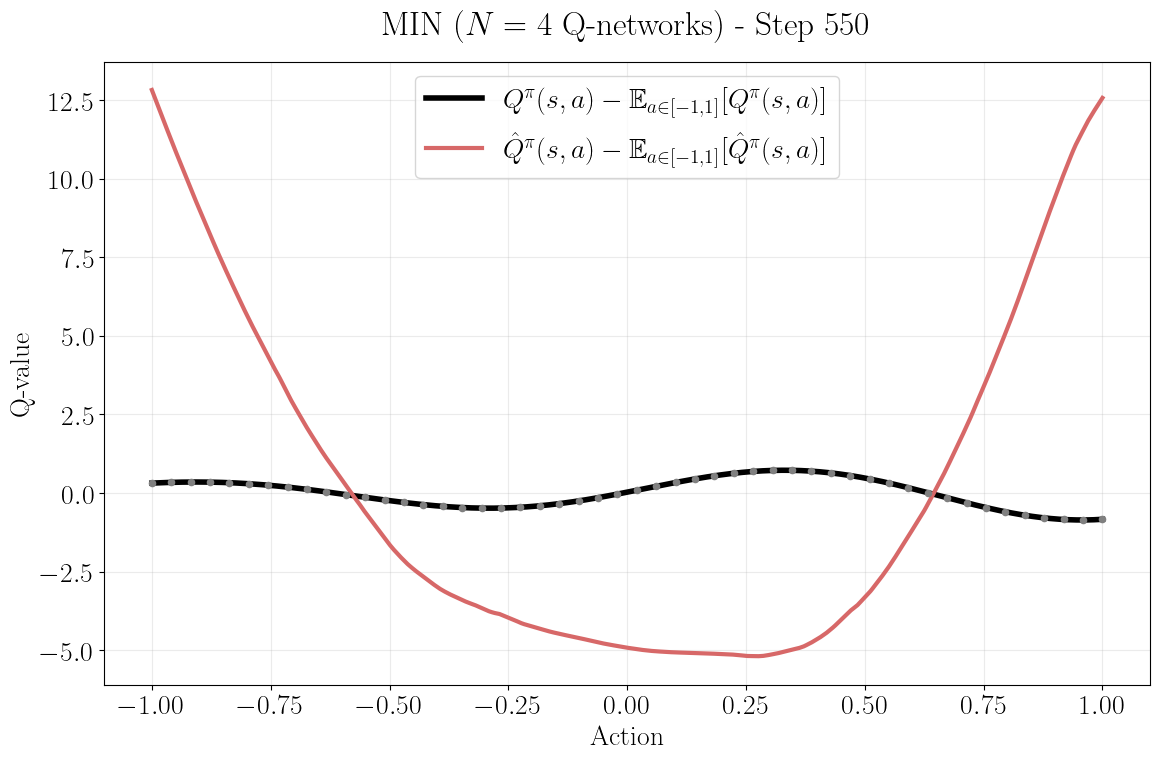 MIN (N = 4 Q-networks) - Step 550
Q^π(s, a) − 𝔼_{a∈[−1,1]}[Q^π(s, a)]
Q̂^π(s, a) − 𝔼_{a∈[−1,1]}[Q̂^π(s, a)]
Q-value
12.5
10.0
7.5
5.0
2.5
0.0
−2.5
−5.0
−1.00 −0.75 −0.50 −0.25 0.00 0.25 0.50 0.75 1.00
Action